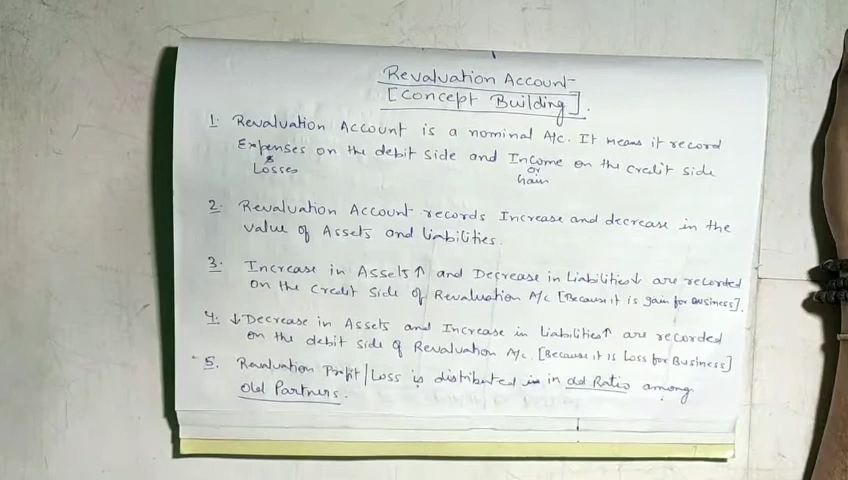 Revaluation Account
[Concept Building].
1. Revaluation Account is a nominal A/c. It means it record
Expenses on the debit side and Income on the credit side
& Losses or Gain
2. Revaluation Account records Increase and decrease in the
value of Assets and liabilities.
3. Increase in Assets↑ and Decrease in Liabilities↓ are recorded
on the Credit side of Revaluation A/c [Because it is gain for Business].
4. ↓Decrease in Assets and Increase in Liabilities↑ are recorded
on the debit side of Revaluation A/c. [Because it is Loss for Business]
5. Revaluation Profit/Loss is distributed in old Ratio among
old Partners.